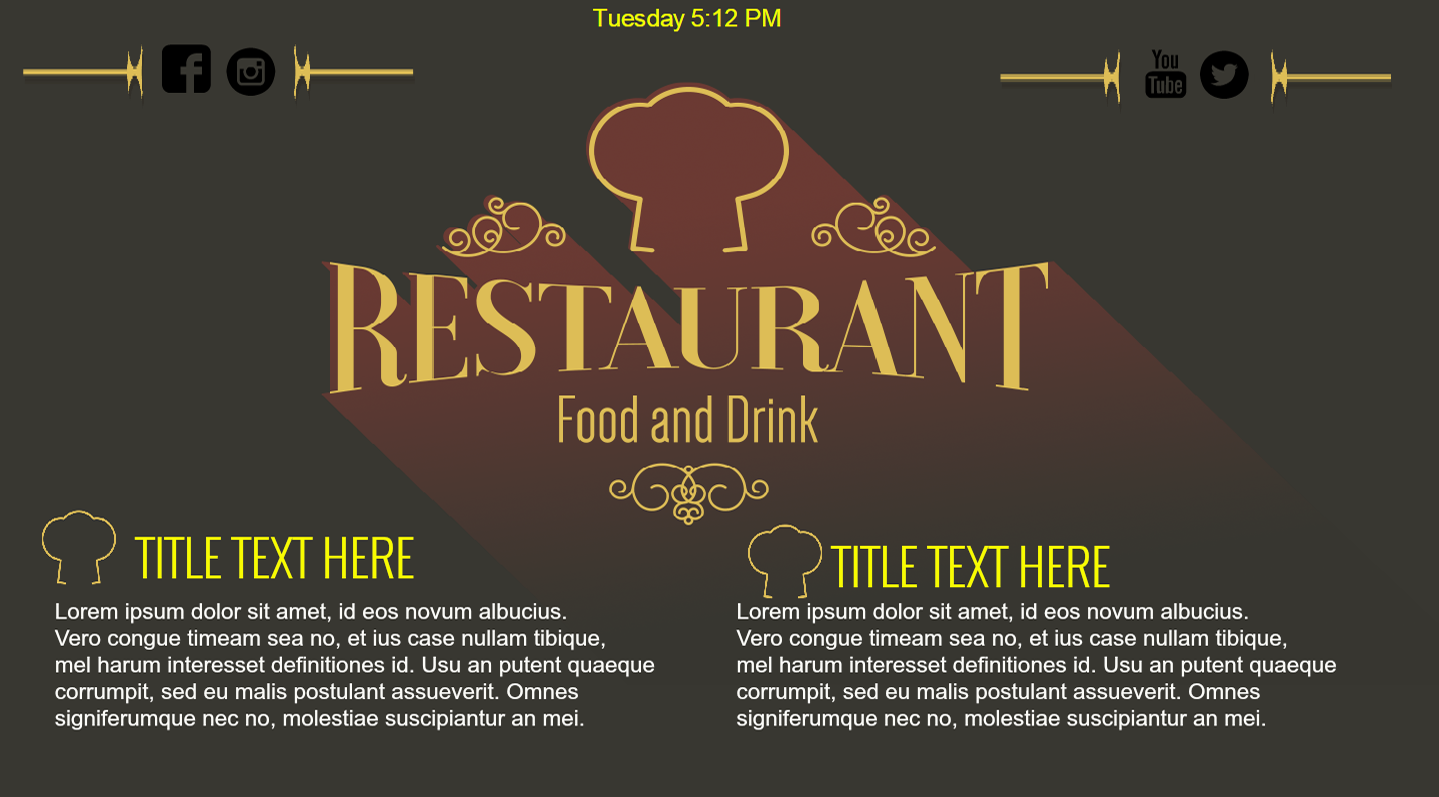 Tuesday 5:12 PM
You
Tube
RESTAURANT
Food and Drink
TITLE TEXT HERE
Lorem ipsum dolor sit amet, id eos novum albucius.
Vero congue timeam sea no, et ius case nullam tibique,
mel harum interesset definitiones id. Usu an putent quaeque
corrumpit, sed eu malis postulant assueverit. Omnes
signiferumque nec no, molestiae suscipiantur an mei.
TITLE TEXT HERE
Lorem ipsum dolor sit amet, id eos novum albucius.
Vero congue timeam sea no, et ius case nullam tibique,
mel harum interesset definitiones id. Usu an putent quaeque
corrumpit, sed eu malis postulant assueverit. Omnes
signiferumque nec no, molestiae suscipiantur an mei.